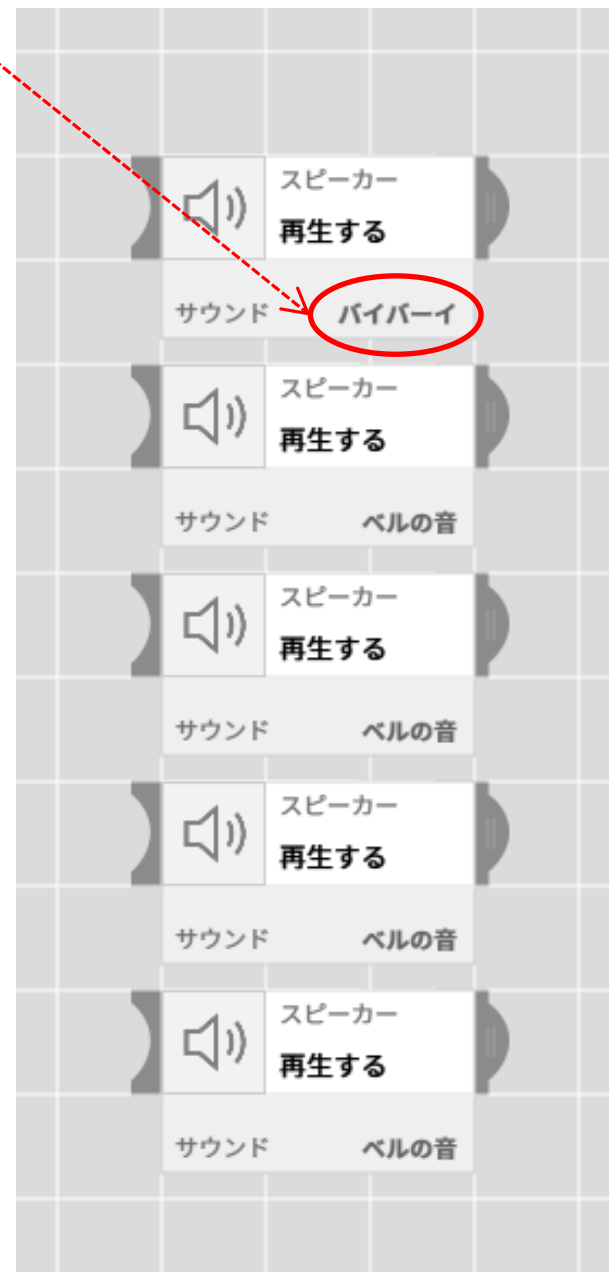 スピーカー
再生する
サウンド バイバーイ
スピーカー
再生する
サウンド ベルの音
スピーカー
再生する
サウンド ベルの音
スピーカー
再生する
サウンド ベルの音
スピーカー
再生する
サウンド ベルの音